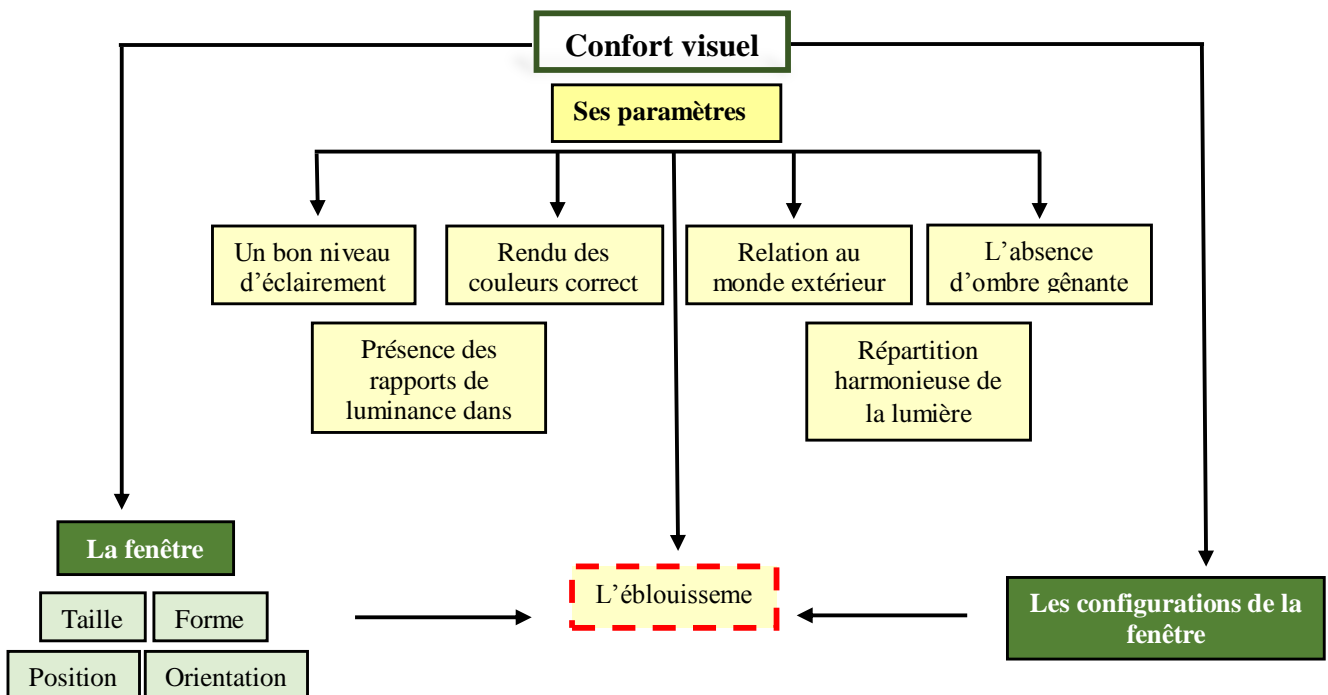 Confort visuel
Ses paramètres
Un bon niveau
d'éclairement
Rendu des
couleurs correct
Relation au
monde extérieur
L'absence
d'ombre gênante
Présence des
rapports de
luminance dans
Répartition
harmonieuse de
la lumière
La fenêtre
Taille
Forme
Position
Orientation
L'éblouisseme
Les configurations de la
fenêtre